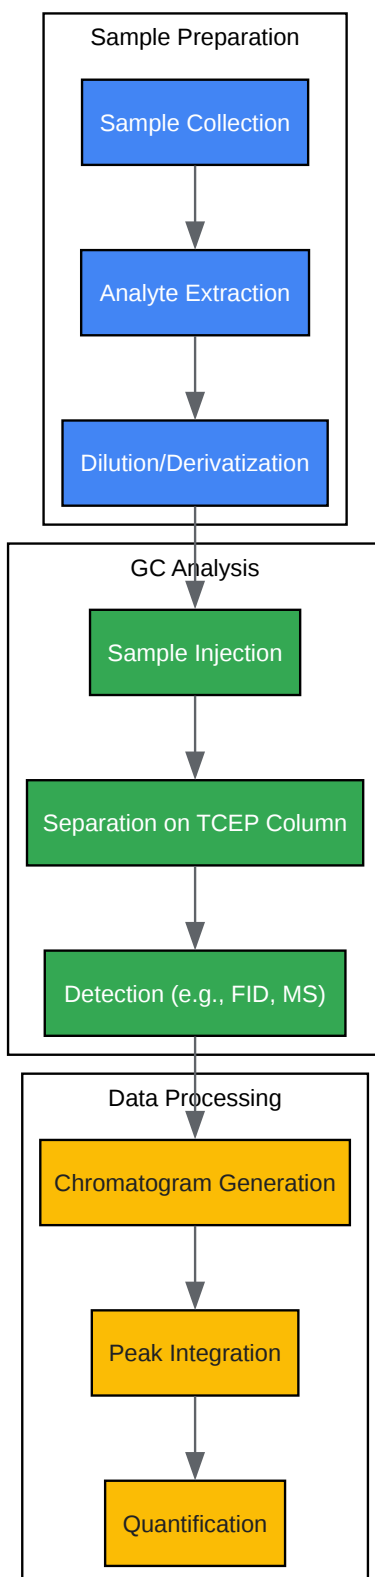 Sample Preparation
Sample Collection
Analyte Extraction
Dilution/Derivatization
GC Analysis
Sample Injection
Separation on TCEP Column
Detection (e.g., FID, MS)
Data Processing
Chromatogram Generation
Peak Integration
Quantification